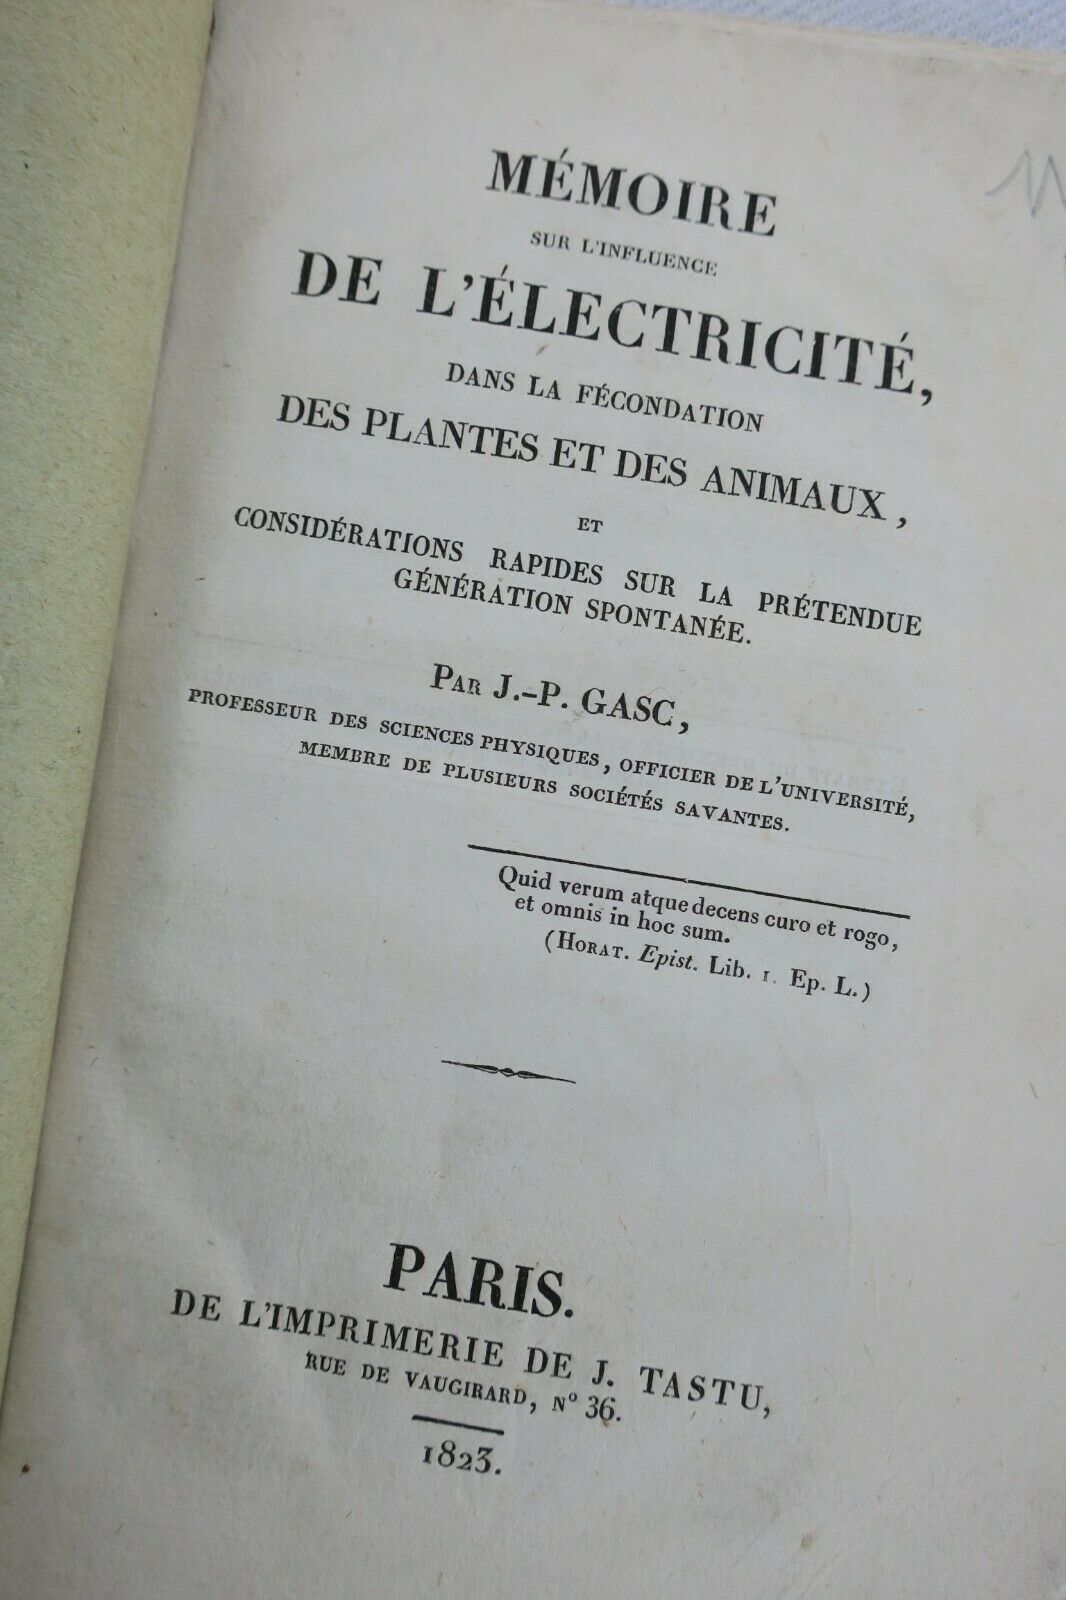 MÉMOIRE
SUR L'INFLUENCE
DE L'ÉLECTRICITÉ,
DANS LA FÉCONDATION
DES PLANTES ET DES ANIMAUX,
ET
CONSIDÉRATIONS RAPIDES SUR LA PRÉTENDUE
GÉNÉRATION SPONTANÉE.
PAR J.-P. GASC,
PROFESSEUR DES SCIENCES PHYSIQUES, OFFICIER DE L'UNIVERSITÉ,
MEMBRE DE PLUSIEURS SOCIÉTÉS SAVANTES.
Quid verum atque decens curo et rogo,
et omnis in hoc sum.
(HORAT. Epist. Lib. I. Ep. L.)
PARIS.
DE L'IMPRIMERIE DE J. TASTU,
RUE DE VAUGIRARD, N° 36.
1823.